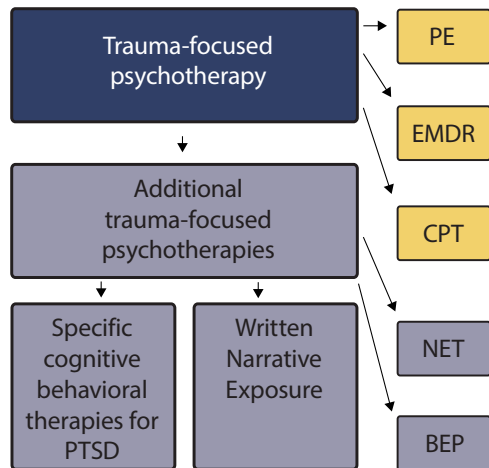 Trauma-focused
psychotherapy
PE
EMDR
CPT
Additional
trauma-focused
psychotherapies
NET
BEP
Specific
cognitive
behavioral
therapies for
PTSD
Written
Narrative
Exposure